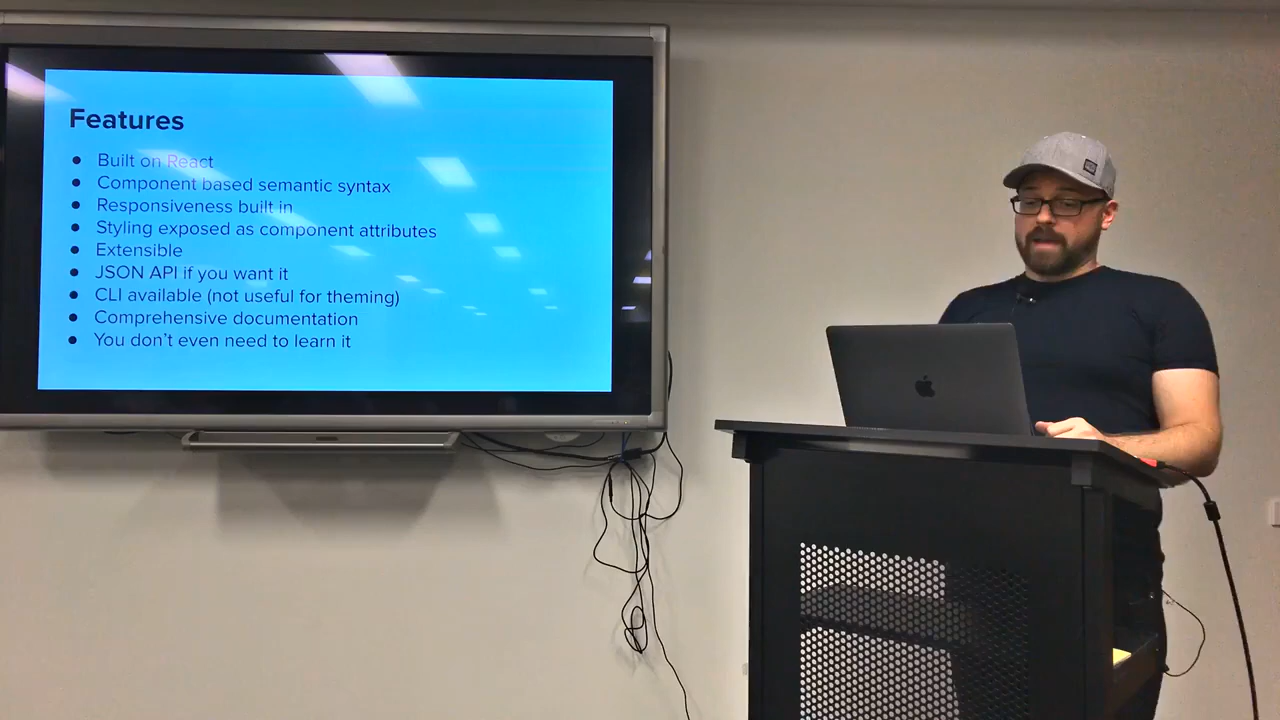 Features
● Built on React
● Component based semantic syntax
● Responsiveness built in
● Styling exposed as component attributes
● Extensible
● JSON API if you want it
● CLI available (not useful for theming)
● Comprehensive documentation
● You don't even need to learn it